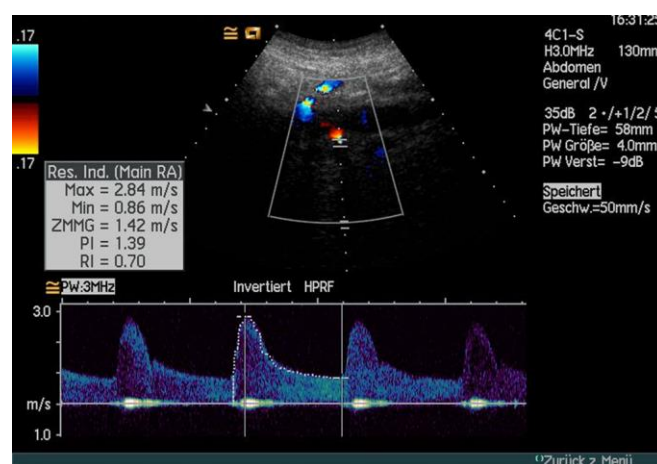 16:31:25
.17
4C1-S
H3.0MHz 130mm
Abdomen
General /V
35dB 2 •/+1/2/ 5
PW-Tiefe= 58mm
PW Größe= 4.0mm
PW Verst= -9dB
.17
Res. Ind. (Main RA)
Max = 2.84 m/s
Min = 0.86 m/s
ZMMG = 1.42 m/s
PI = 1.39
RI = 0.70
Speichert
Geschw.=50mm/s
PW:3MHz
Invertiert HPRF
3.0
m/s
1.0
Zurück z. Menü